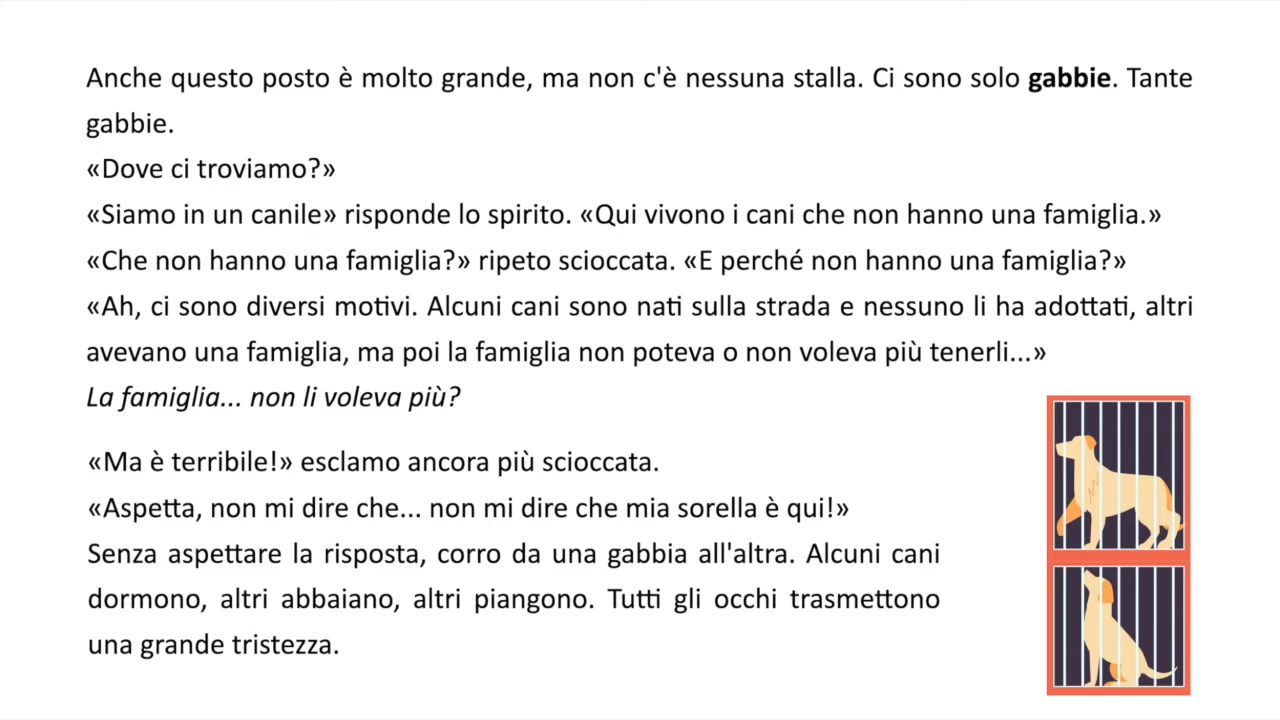 Anche questo posto è molto grande, ma non c'è nessuna stalla. Ci sono solo gabbie. Tante
gabbie.
«Dove ci troviamo?»
«Siamo in un canile» risponde lo spirito. «Qui vivono i cani che non hanno una famiglia.»
«Che non hanno una famiglia?» ripeto scioccata. «E perché non hanno una famiglia?»
«Ah, ci sono diversi motivi. Alcuni cani sono nati sulla strada e nessuno li ha adottati, altri
avevano una famiglia, ma poi la famiglia non poteva o non voleva più tenerli...»
La famiglia... non li voleva più?
«Ma è terribile!» esclamo ancora più scioccata.
«Aspetta, non mi dire che... non mi dire che mia sorella è qui!»
Senza aspettare la risposta, corro da una gabbia all'altra. Alcuni cani
dormono, altri abbaiano, altri piangono. Tutti gli occhi trasmettono
una grande tristezza.